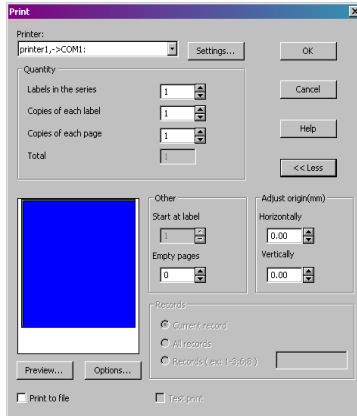 Print
Printer:
printer1,->COM1:
Settings...
OK
Quantity
Labels in the series
1
Cancel
Copies of each label
1
Copies of each page
1
Help
Total
1
<< Less
Other
Adjust origin(mm)
Start at label
Horizontally
1
0.00
Empty pages
Vertically
0
0.00
Records
Current record
All records
Records ( ex: 1-3;6;8 )
Preview...
Options...
Print to file
Test print